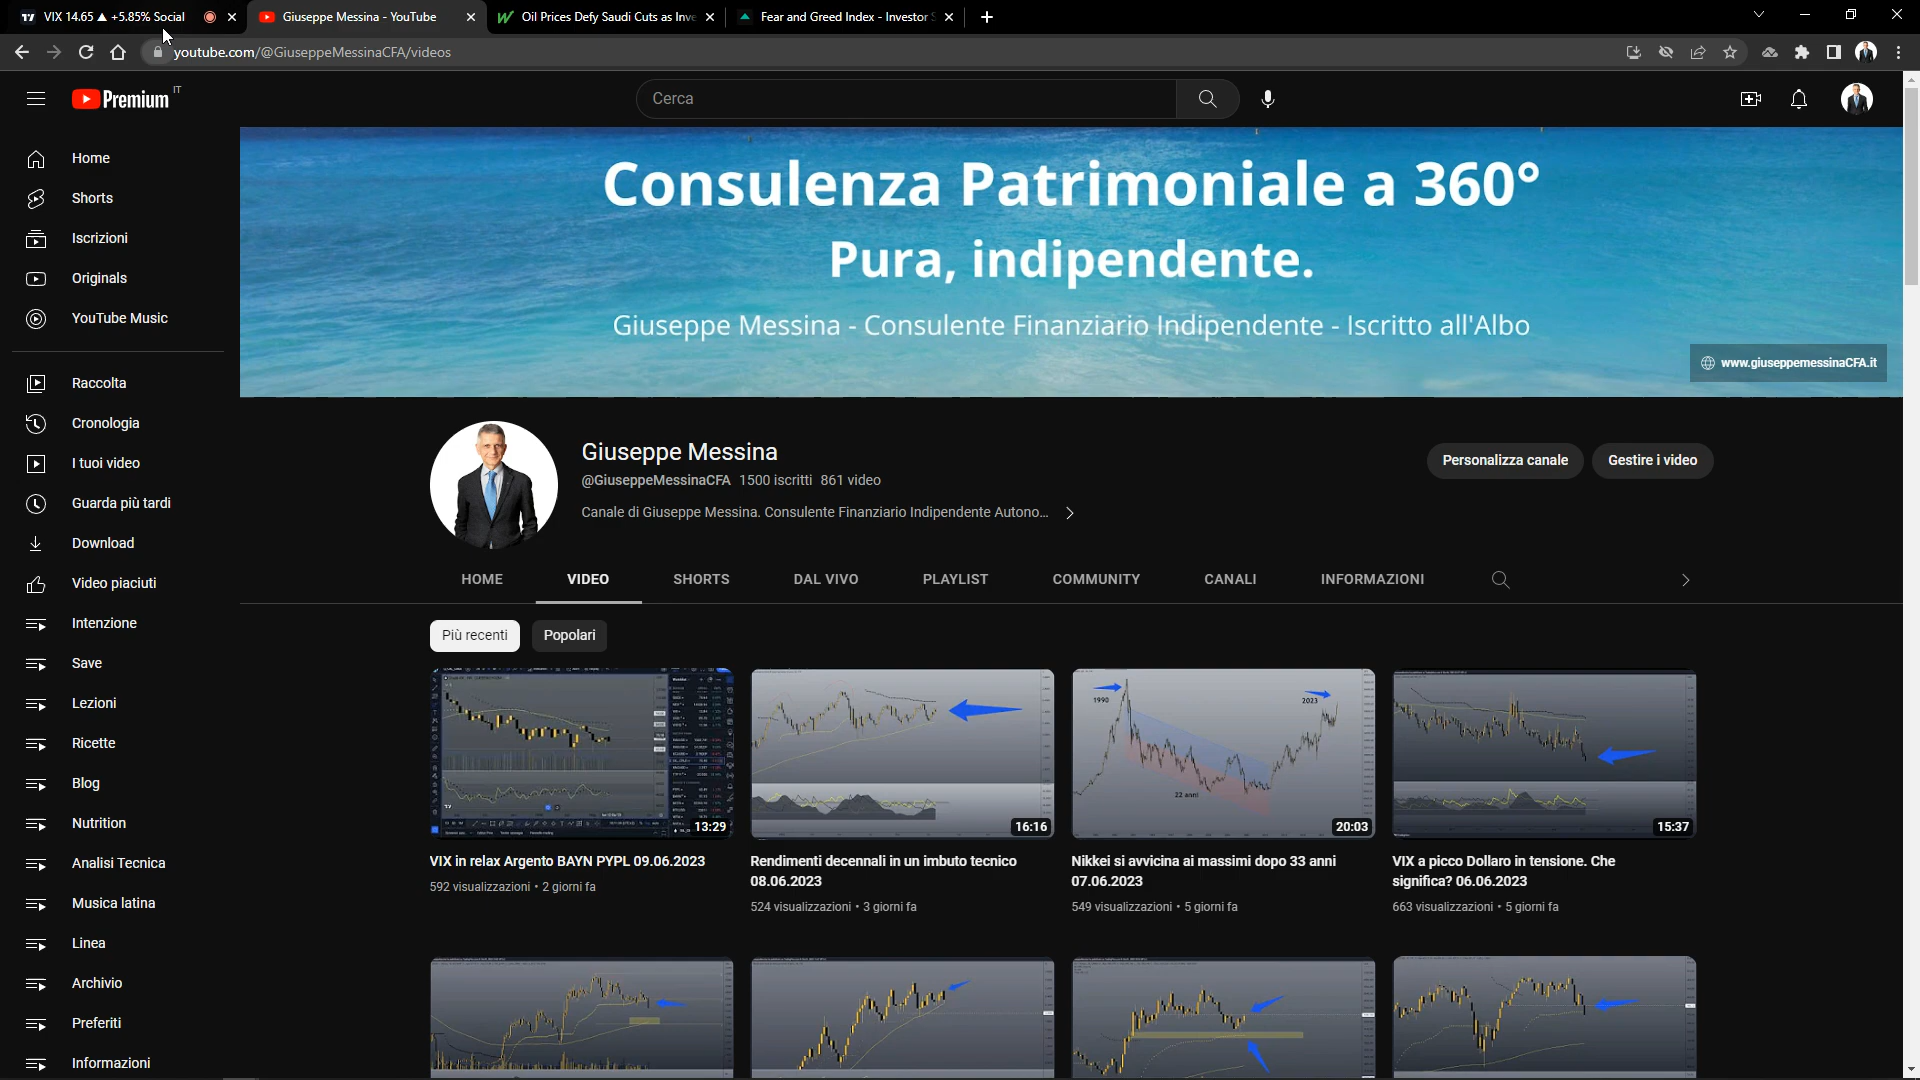 VIX 14.65 ▲ +5.85% Social
Giuseppe Messina - YouTube
Oil Prices Defy Saudi Cuts as Inve
Fear and Greed Index - Investor S
youtube.com/@GiuseppeMessinaCFA/videos
Premium IT
Cerca
Home
Shorts
Iscrizioni
Originals
YouTube Music
Raccolta
Cronologia
I tuoi video
Guarda più tardi
Download
Video piaciuti
Intenzione
Save
Lezioni
Ricette
Blog
Nutrition
Analisi Tecnica
Musica latina
Linea
Archivio
Preferiti
Informazioni
Consulenza Patrimoniale a 360°
Pura, indipendente.
Giuseppe Messina - Consulente Finanziario Indipendente - Iscritto all'Albo
www.giuseppemessinaCFA.it
Giuseppe Messina
@GiuseppeMessinaCFA 1500 iscritti 861 video
Canale di Giuseppe Messina. Consulente Finanziario Indipendente Autono...
Personalizza canale
Gestire i video
HOME
VIDEO
SHORTS
DAL VIVO
PLAYLIST
COMMUNITY
CANALI
INFORMAZIONI
Più recenti
Popolari
13:29
16:16
1990
2023
22 anni
20:03
15:37
VIX in relax Argento BAYN PYPL 09.06.2023
592 visualizzazioni • 2 giorni fa
Rendimenti decennali in un imbuto tecnico
08.06.2023
524 visualizzazioni • 3 giorni fa
Nikkei si avvicina ai massimi dopo 33 anni
07.06.2023
549 visualizzazioni • 5 giorni fa
VIX a picco Dollaro in tensione. Che
significa? 06.06.2023
663 visualizzazioni • 5 giorni fa